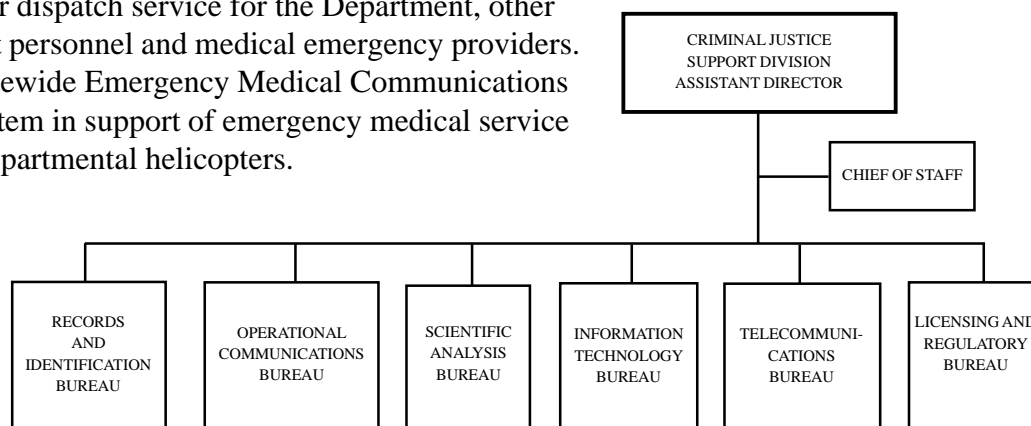 r dispatch service for the Department, other
t personnel and medical emergency providers.
ewide Emergency Medical Communications
tem in support of emergency medical service
partmental helicopters.
CRIMINAL JUSTICE
SUPPORT DIVISION
ASSISTANT DIRECTOR
CHIEF OF STAFF
RECORDS
AND
IDENTIFICATION
BUREAU
OPERATIONAL
COMMUNICATIONS
BUREAU
SCIENTIFIC
ANALYSIS
BUREAU
INFORMATION
TECHNOLOGY
BUREAU
TELECOMMUNI-
CATIONS
BUREAU
LICENSING AND
REGULATORY
BUREAU